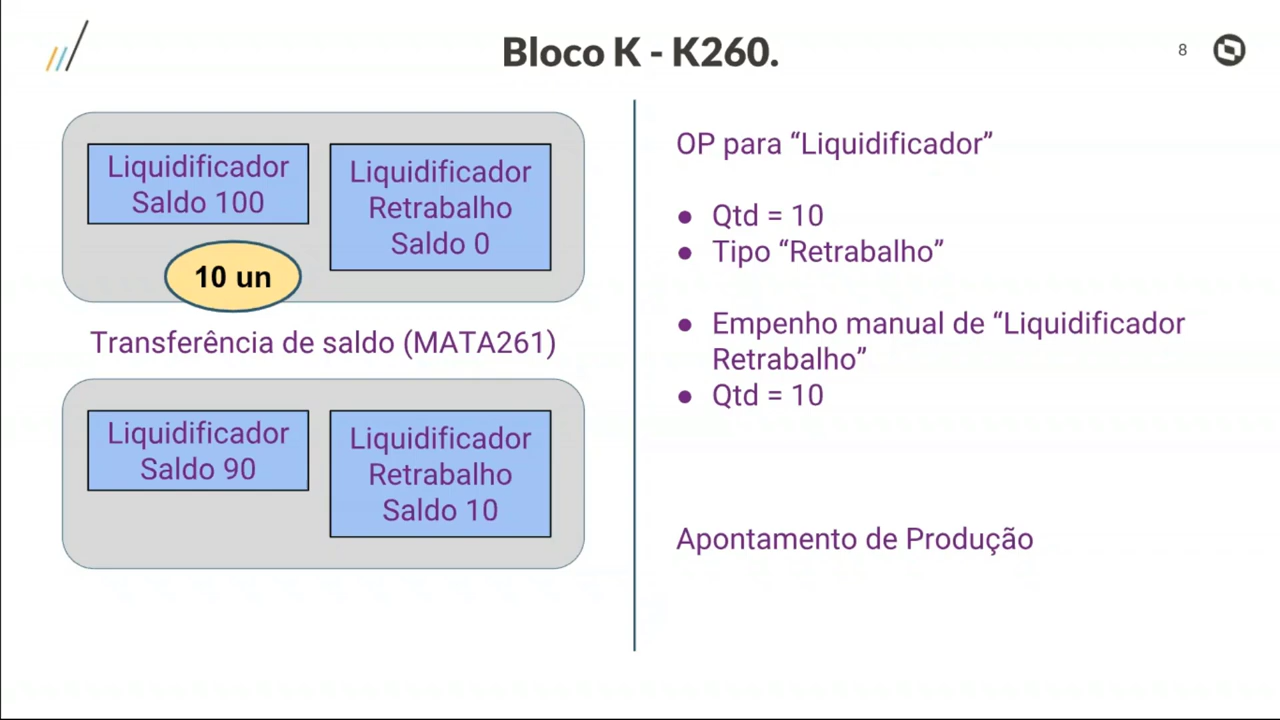 Bloco K - K260.
8
Liquidificador
Saldo 100
Liquidificador
Retrabalho
Saldo 0
10 un
Transferência de saldo (MATA261)
Liquidificador
Saldo 90
Liquidificador
Retrabalho
Saldo 10
OP para “Liquidificador”
● Qtd = 10
● Tipo “Retrabalho”
● Empenho manual de “Liquidificador
Retrabalho”
● Qtd = 10
Apontamento de Produção